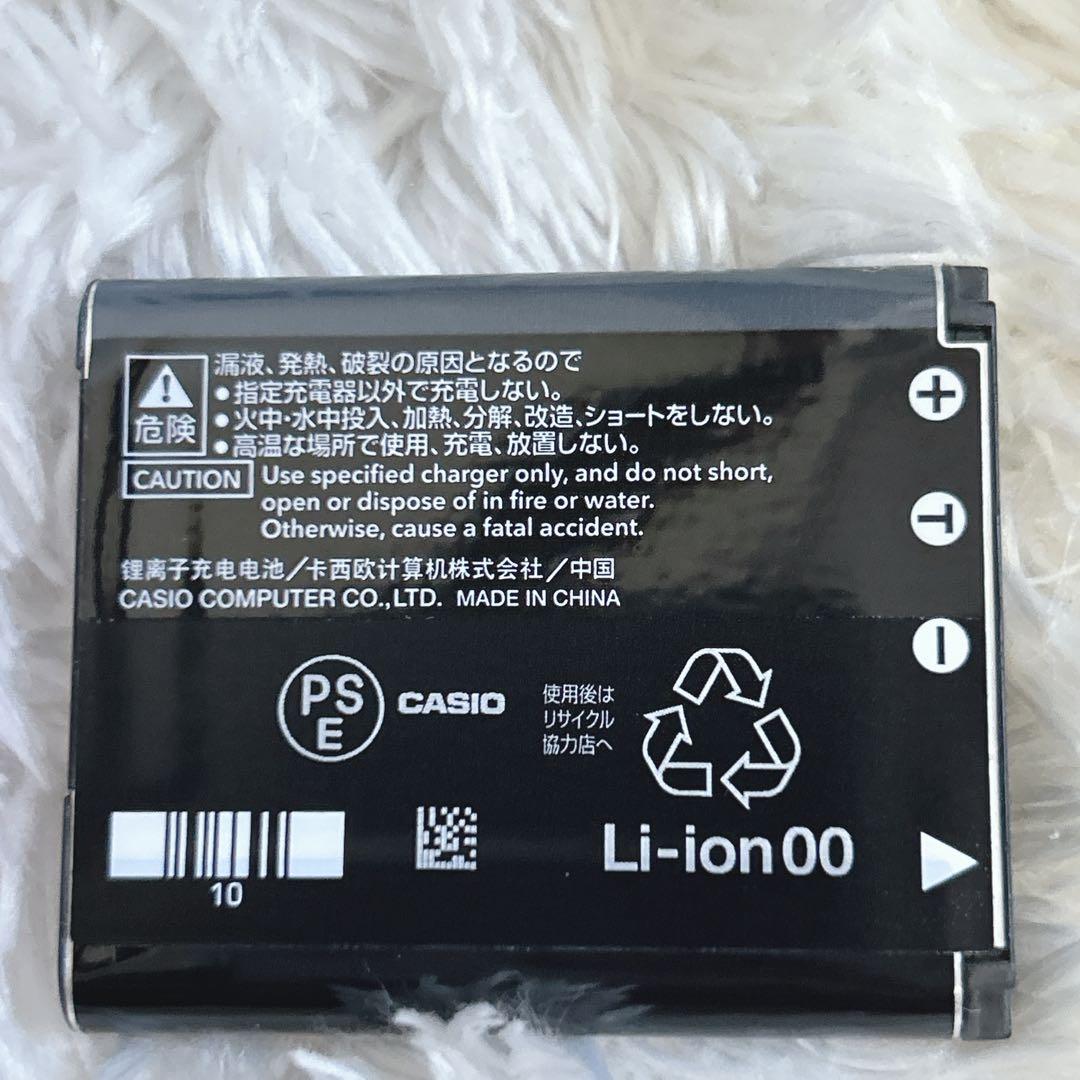 漏液、発熱、破裂の原因となるので
危険
●指定充電器以外で充電しない。
●火中・水中投入、加熱、分解、改造、ショートをしない。
●高温な場所で使用、充電、放置しない。
CAUTION
Use specified charger only, and do not short,
open or dispose of in fire or water.
Otherwise, cause a fatal accident.
锂离子充电电池/卡西欧计算机株式会社/中国
CASIO COMPUTER CO.,LTD. MADE IN CHINA
+
T
−
PS
E
CASIO
使用後は
リサイクル
協力店へ
10
Li-ion 00